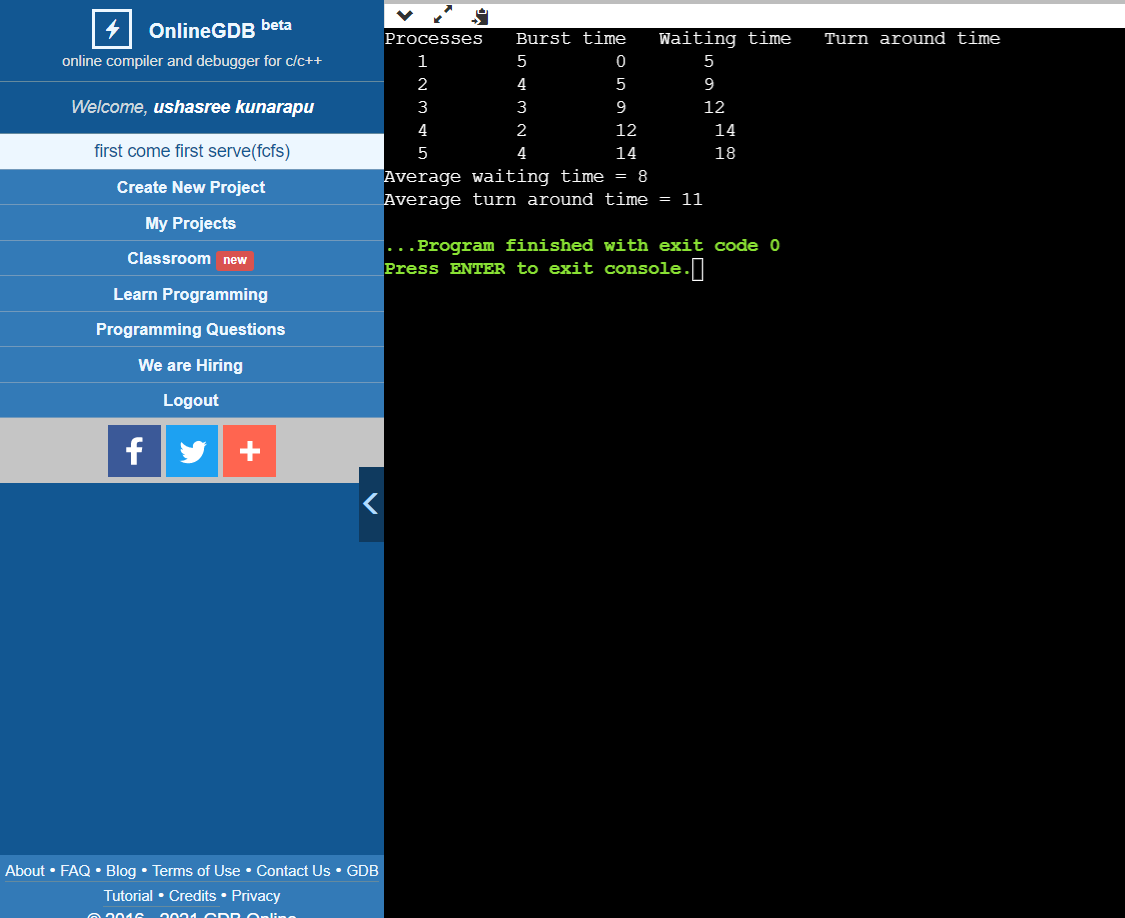 OnlineGDB beta
online compiler and debugger for c/c++
Welcome, ushasree kunarapu
first come first serve(fcfs)
Create New Project
My Projects
Classroom new
Learn Programming
Programming Questions
We are Hiring
Logout
About • FAQ • Blog • Terms of Use • Contact Us • GDB
Tutorial • Credits • Privacy
© 2016 - 2021 GDB Online
Processes   Burst time   Waiting time   Turn around time
1        5        0       5
2        4        5       9
3        3        9       12
4        2        12       14
5        4        14       18
Average waiting time = 8
Average turn around time = 11
...Program finished with exit code 0
Press ENTER to exit console.